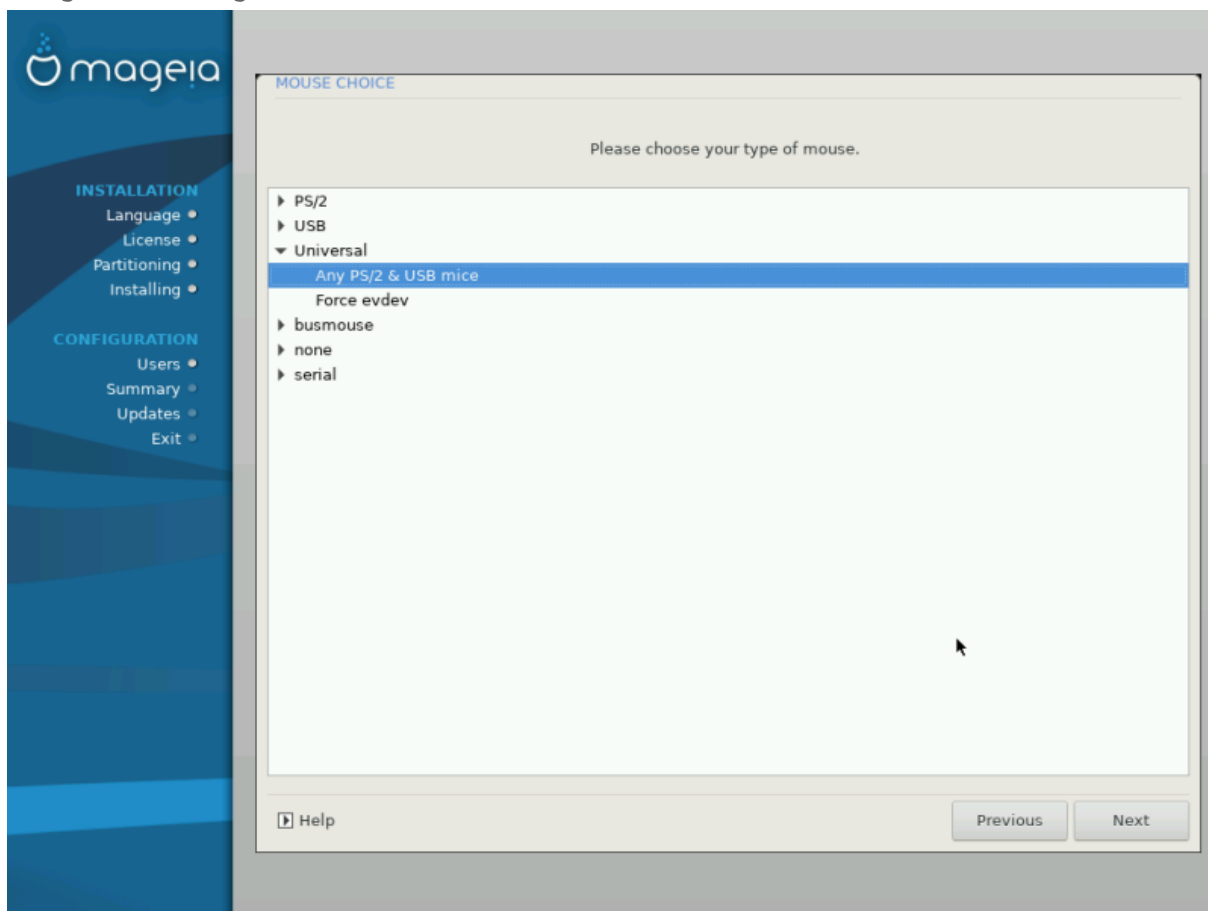 mageia
INSTALLATION
Language
License
Partitioning
Installing
CONFIGURATION
Users
Summary
Updates
Exit
MOUSE CHOICE
Please choose your type of mouse.
PS/2
USB
Universal
Any PS/2 & USB mice
Force evdev
busmouse
none
serial
Help
Previous
Next